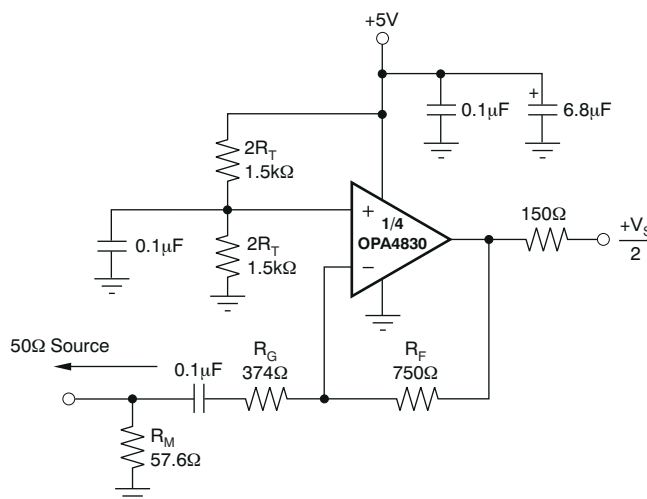 +5V
0.1µF
+
6.8µF
2R_T
1.5kΩ
+
1/4
OPA4830
−
150Ω
+V_S
2
0.1µF
2R_T
1.5kΩ
50Ω Source
0.1µF
R_G
374Ω
R_F
750Ω
R_M
57.6Ω